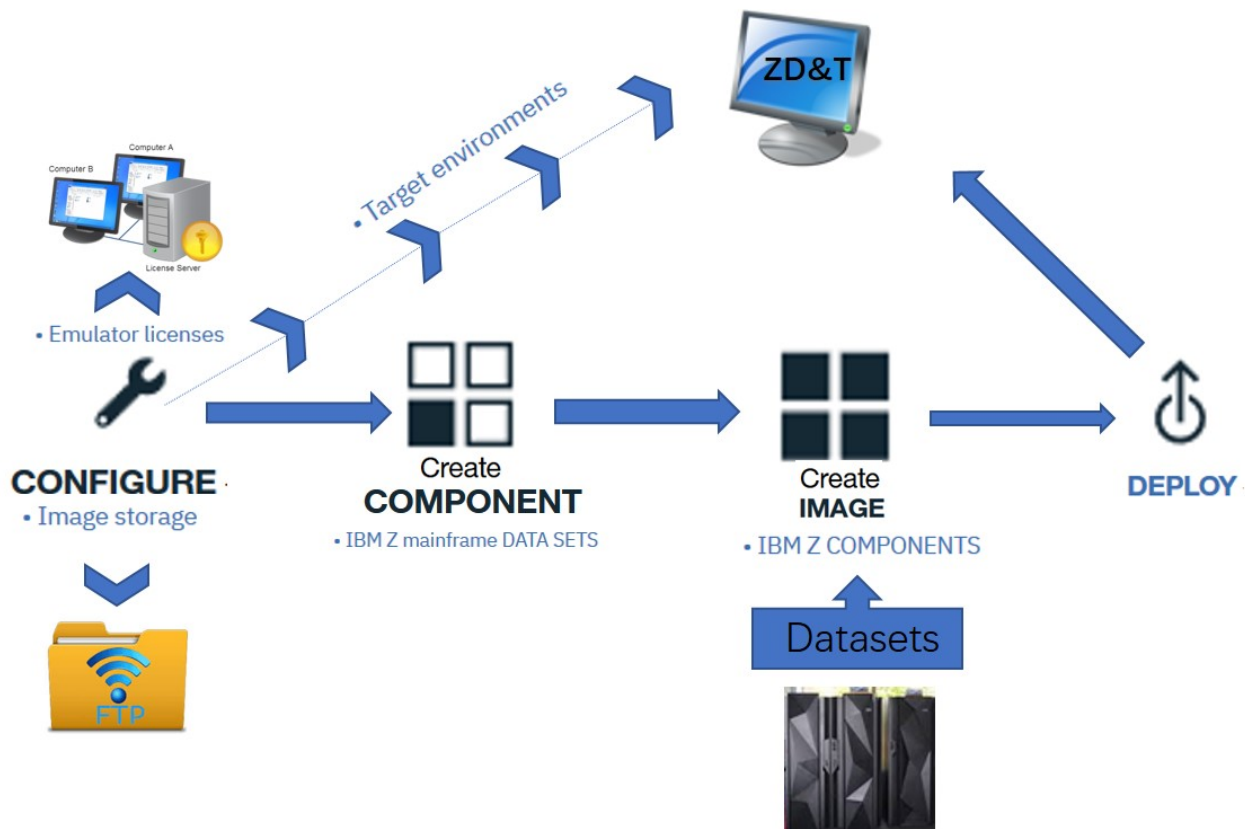 ZD&T
• Target environments
Computer A
Computer B
License Server
• Emulator licenses
CONFIGURE
• Image storage
FTP
Create
COMPONENT
• IBM Z mainframe DATA SETS
Create
IMAGE
• IBM Z COMPONENTS
Datasets
DEPLOY